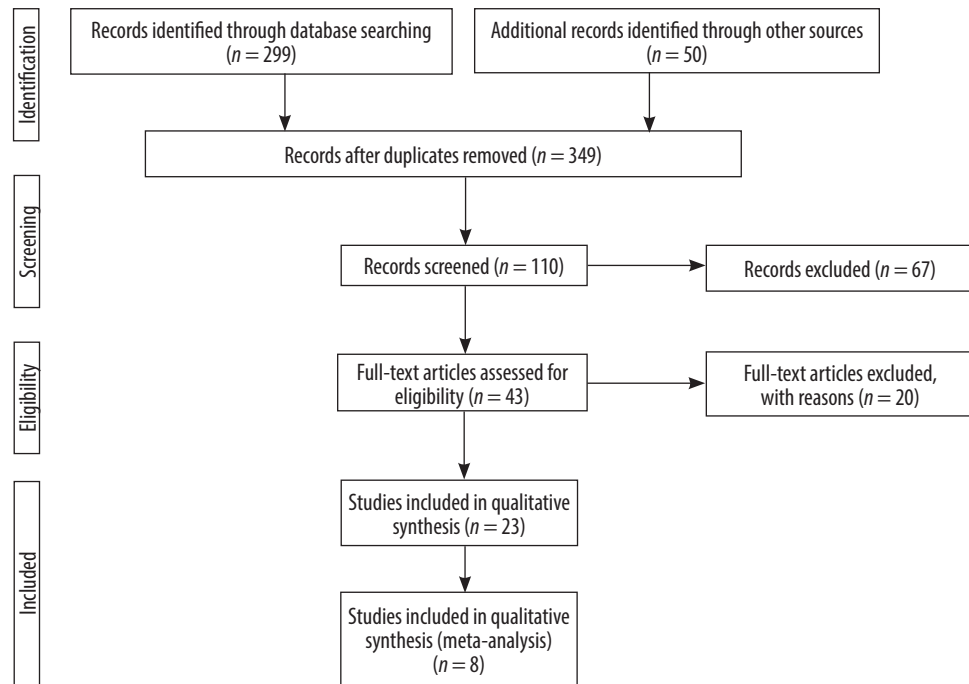 Identification
Records identified through database searching
(n = 299)
Additional records identified through other sources
(n = 50)
Records after duplicates removed (n = 349)
Screening
Records screened (n = 110)
Records excluded (n = 67)
Eligibility
Full-text articles assessed for
eligibility (n = 43)
Full-text articles excluded,
with reasons (n = 20)
Included
Studies included in qualitative
synthesis (n = 23)
Studies included in qualitative
synthesis (meta-analysis)
(n = 8)